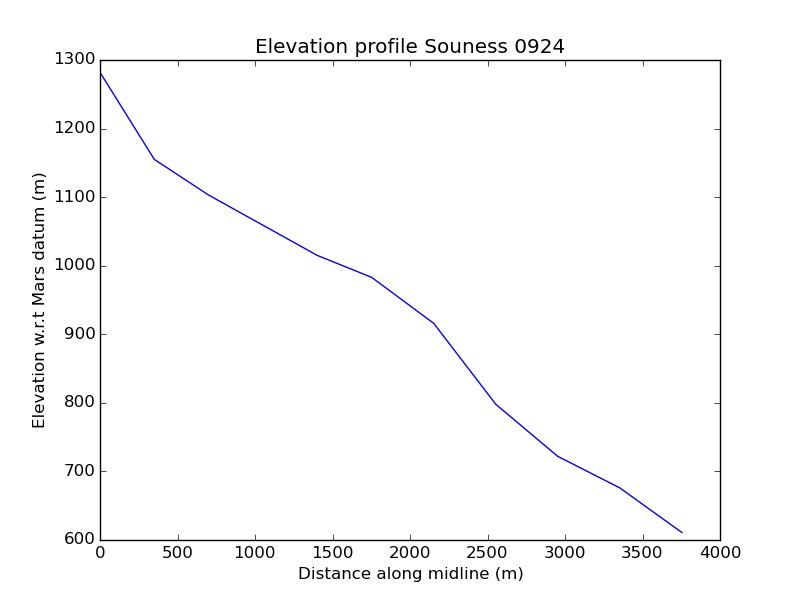 Elevation profile Souness 0924
1300
1200
1100
1000
900
800
700
600
Elevation w.r.t Mars datum (m)
0 500 1000 1500 2000 2500 3000 3500 4000
Distance along midline (m)